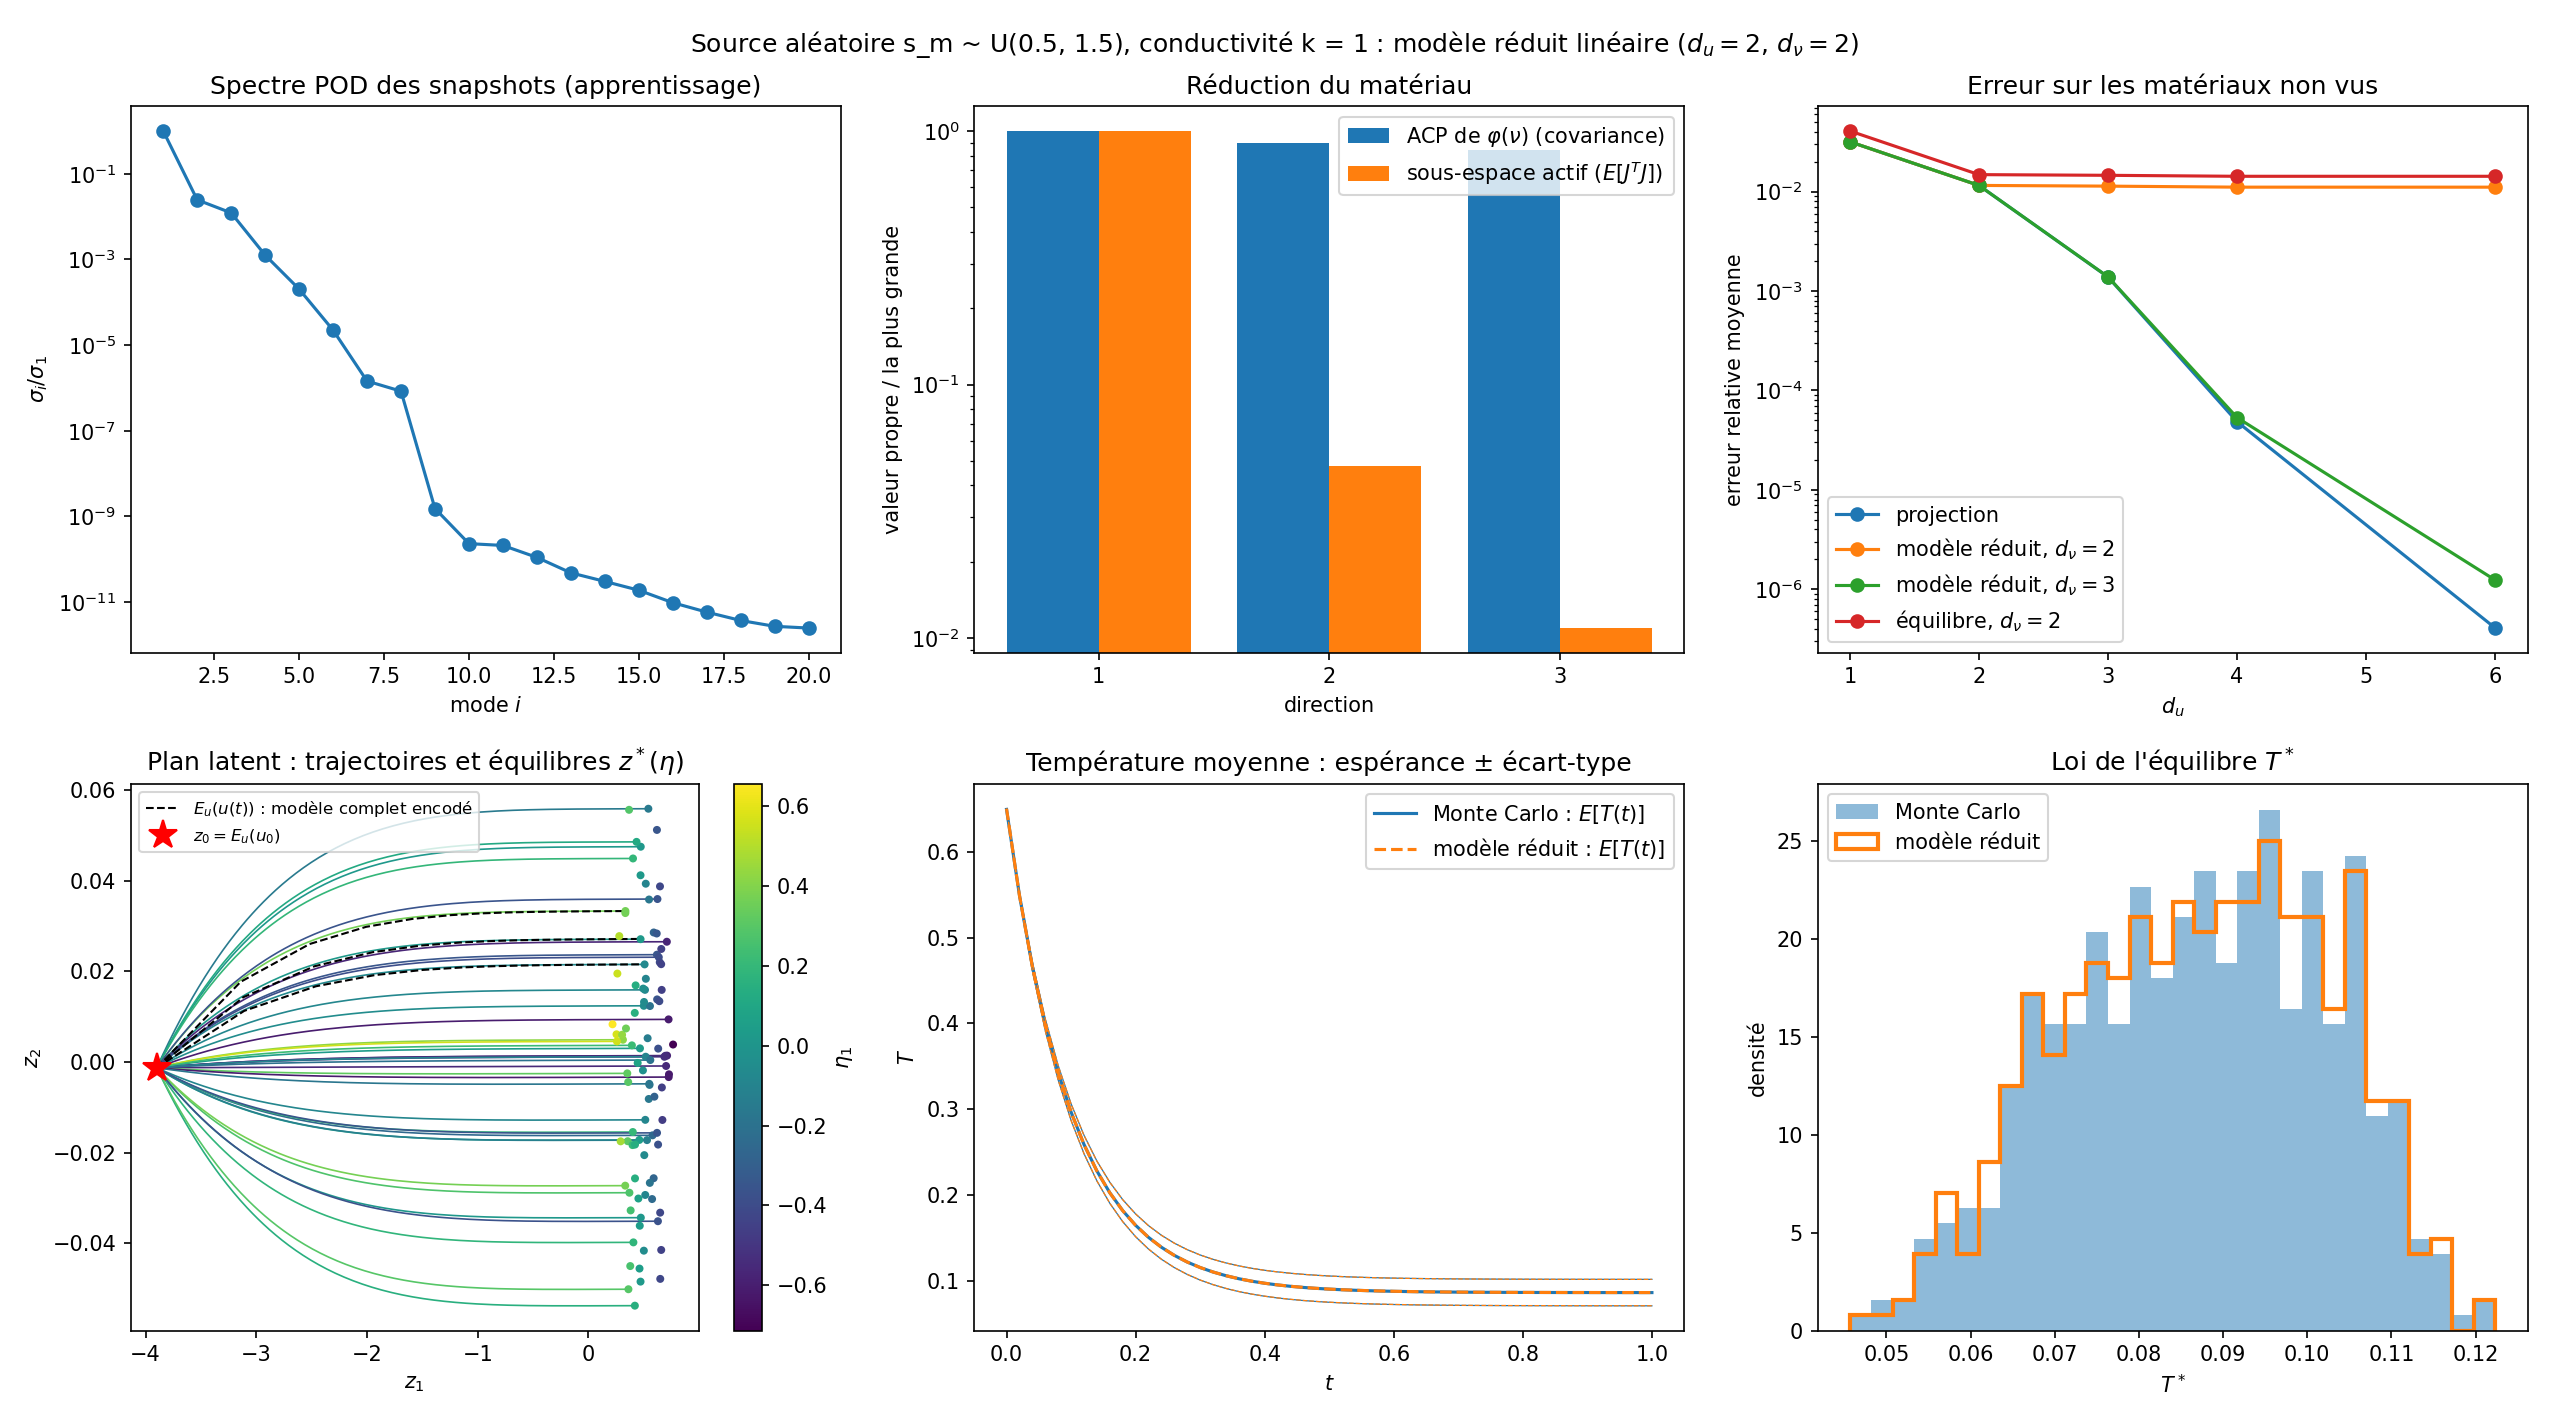 Source aléatoire s_m ~ U(0.5, 1.5), conductivité k = 1 : modèle réduit linéaire (d_u = 2, d_ν = 2)
Spectre POD des snapshots (apprentissage)
10⁻¹
10⁻³
10⁻⁵
10⁻⁷
10⁻⁹
10⁻¹¹
σ_i/σ_1
2.5 5.0 7.5 10.0 12.5 15.0 17.5 20.0
mode i
Réduction du matériau
ACP de φ(ν) (covariance)
sous-espace actif (E[JᵀJ])
10⁰
10⁻¹
10⁻²
valeur propre / la plus grande
1 2 3
direction
Erreur sur les matériaux non vus
10⁻²
10⁻³
10⁻⁴
10⁻⁵
10⁻⁶
erreur relative moyenne
projection
modèle réduit, d_ν = 2
modèle réduit, d_ν = 3
équilibre, d_ν = 2
1 2 3 4 5 6
d_u
Plan latent : trajectoires et équilibres z*(η)
E_u(u(t)) : modèle complet encodé
z_0 = E_u(u_0)
0.06
0.04
0.02
0.00
−0.02
−0.04
z_2
−4 −3 −2 −1 0
z_1
0.6
0.4
0.2
0.0
−0.2
−0.4
−0.6
η_1
Température moyenne : espérance ± écart-type
Monte Carlo : E[T(t)]
modèle réduit : E[T(t)]
0.6
0.5
0.4
0.3
0.2
0.1
T
0.0 0.2 0.4 0.6 0.8 1.0
t
Loi de l'équilibre T*
Monte Carlo
modèle réduit
25
20
15
10
5
0
densité
0.05 0.06 0.07 0.08 0.09 0.10 0.11 0.12
T*